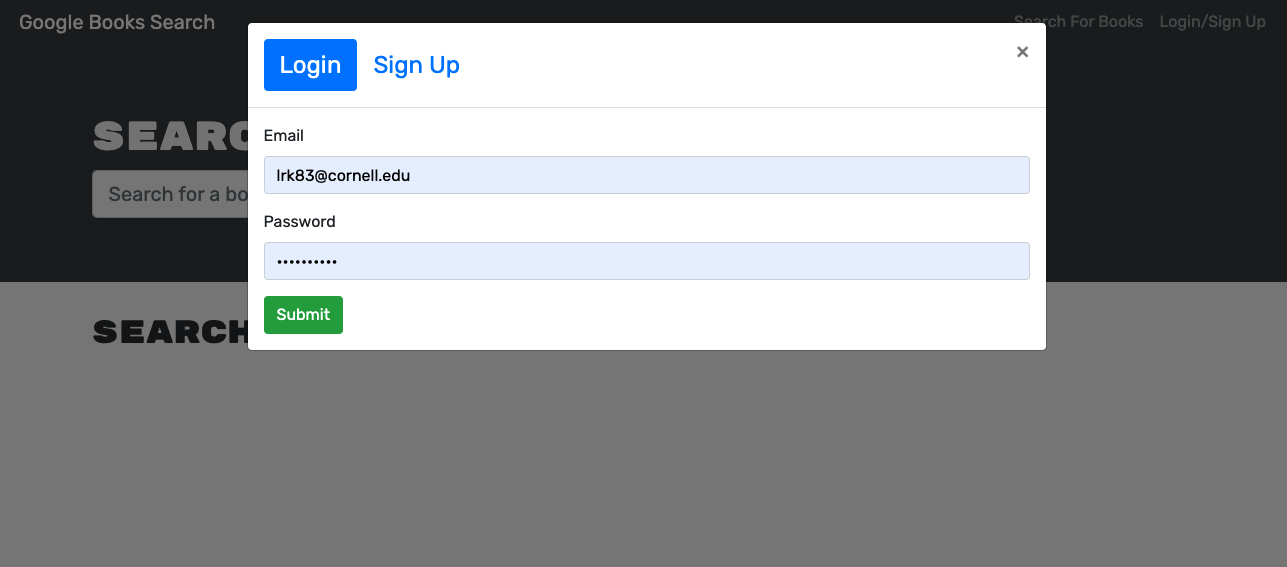 Google Books Search
Search For Books Login/Sign Up
Login Sign Up ×
SEARC
Search for a bo
Email
lrk83@cornell.edu
Password
••••••••••
Submit
SEARCH